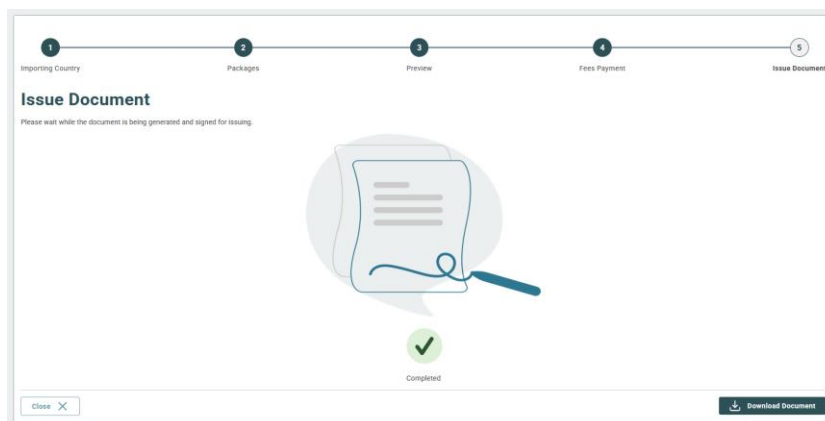 1 2 3 4 5
Importing Country Packages Preview Fees Payment Issue Document
Issue Document
Please wait while the document is being generated and signed for issuing.
Completed
Close
Download Document